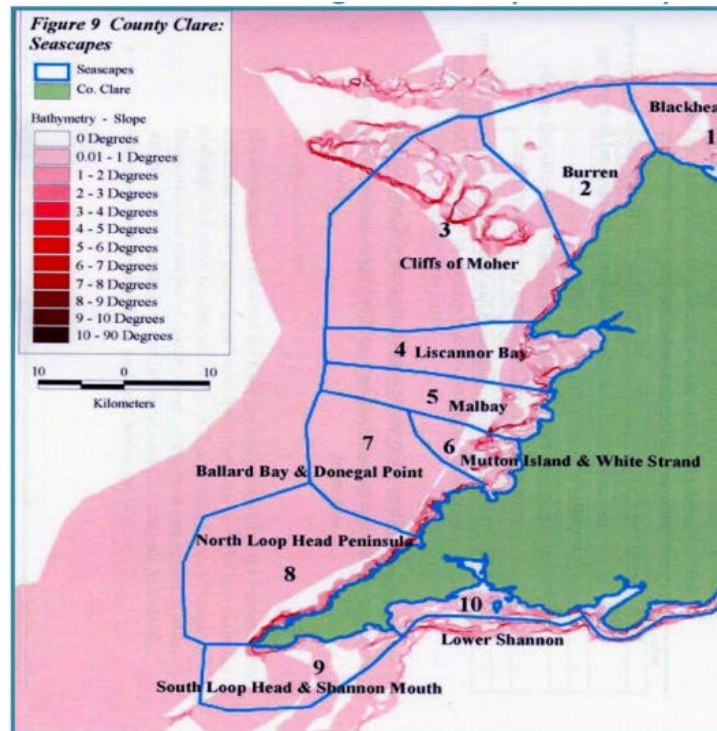 Figure 9 County Clare:
Seascapes
Seascapes
Co. Clare
Bathymetry - Slope
0 Degrees
0.01 - 1 Degrees
1 - 2 Degrees
2 - 3 Degrees
3 - 4 Degrees
4 - 5 Degrees
5 - 6 Degrees
6 - 7 Degrees
7 - 8 Degrees
8 - 9 Degrees
9 - 10 Degrees
10 - 90 Degrees
10 0 10
Kilometers
Blackhea
1
Burren
2
3
Cliffs of Moher
4 Liscannor Bay
5
Malbay
6
Mutton Island & White Strand
7
Ballard Bay & Donegal Point
North Loop Head Peninsula
8
10
Lower Shannon
9
South Loop Head & Shannon Mouth